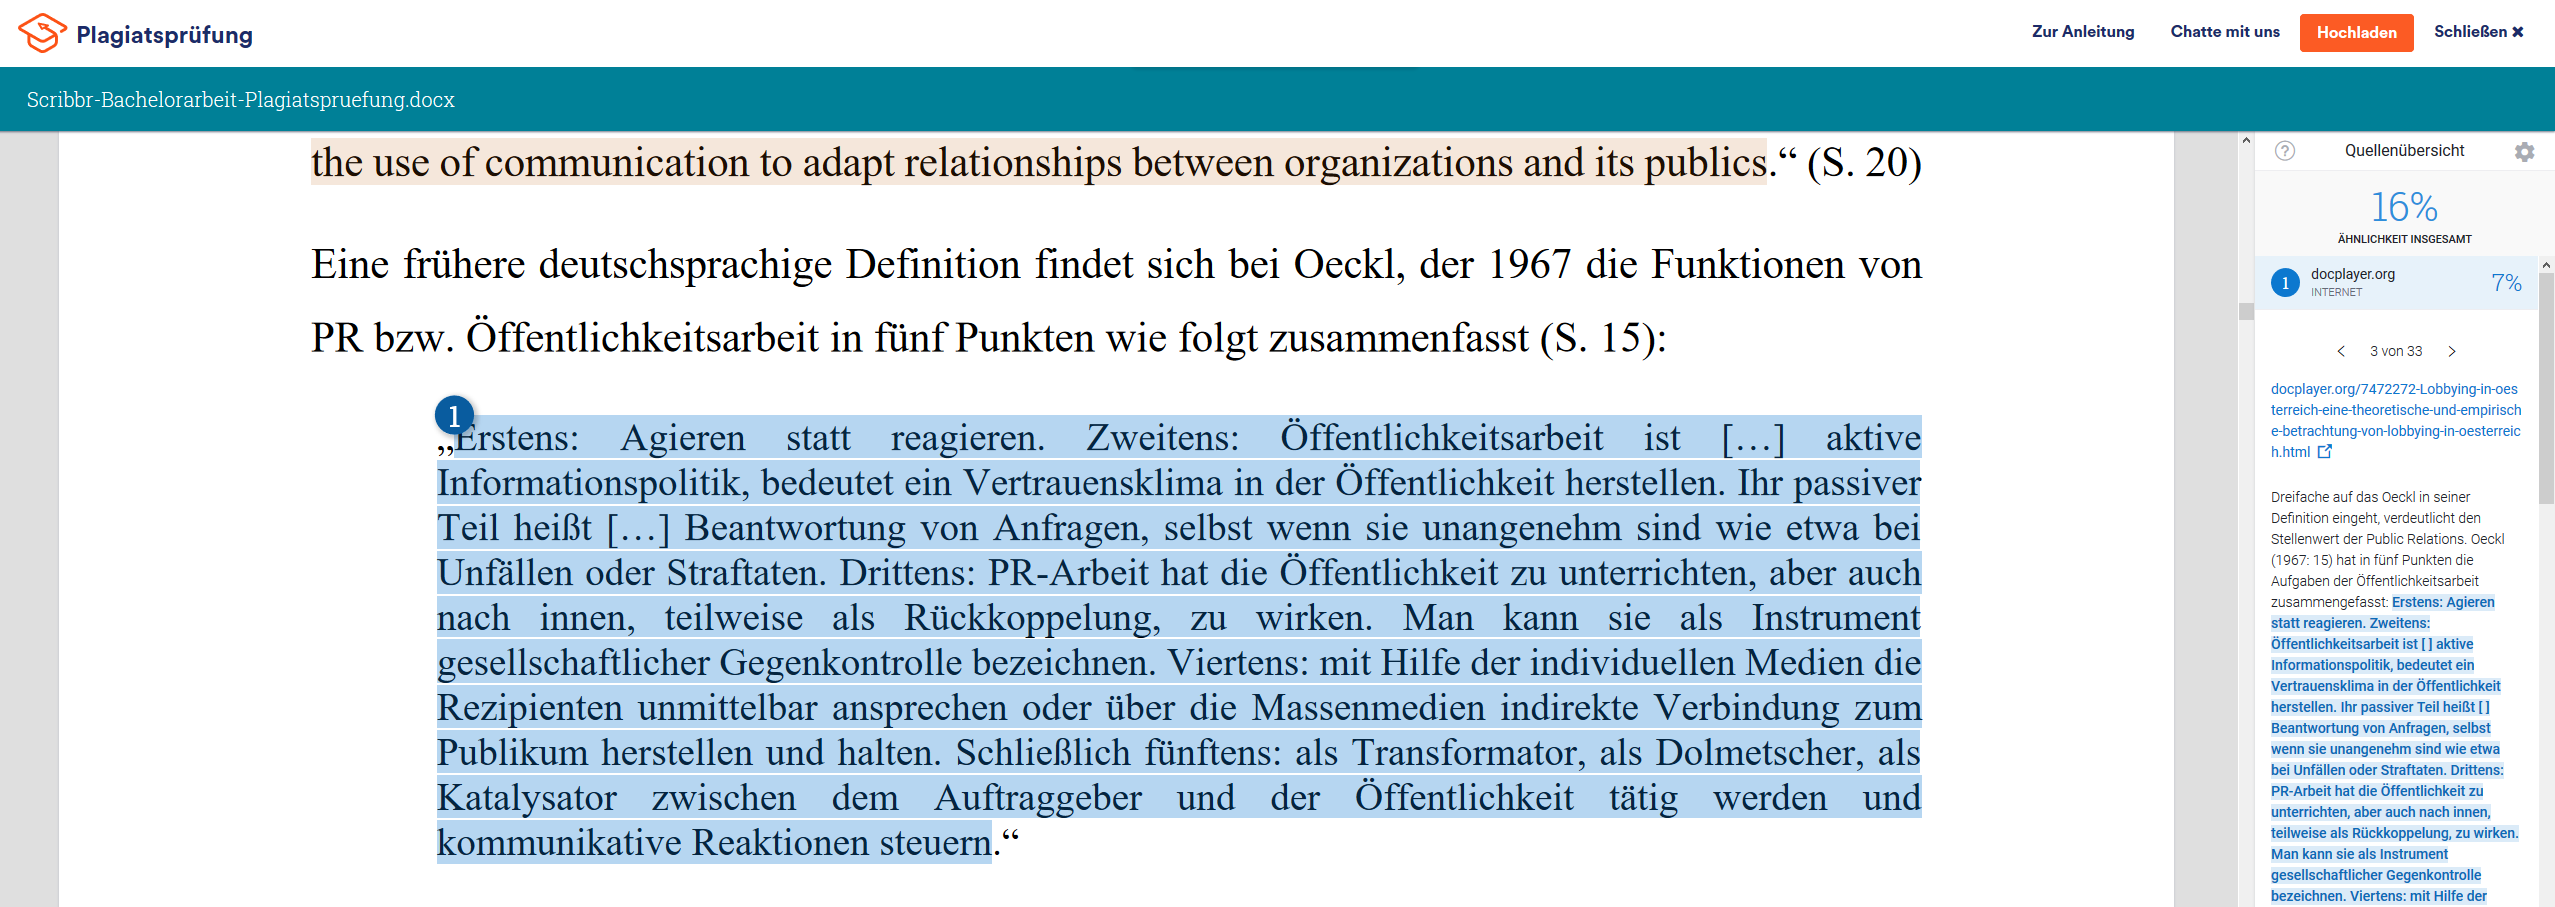 Plagiatsprüfung
Zur Anleitung
Chatte mit uns
Hochladen
Schließen ✖
Scribbr-Bachelorarbeit-Plagiatspruefung.docx
the use of communication to adapt relationships between organizations and its publics.“ (S. 20)
Eine frühere deutschsprachige Definition findet sich bei Oeckl, der 1967 die Funktionen von
PR bzw. Öffentlichkeitsarbeit in fünf Punkten wie folgt zusammenfasst (S. 15):
1
„Erstens: Agieren statt reagieren. Zweitens: Öffentlichkeitsarbeit ist […] aktive
Informationspolitik, bedeutet ein Vertrauensklima in der Öffentlichkeit herstellen. Ihr passiver
Teil heißt […] Beantwortung von Anfragen, selbst wenn sie unangenehm sind wie etwa bei
Unfällen oder Straftaten. Drittens: PR-Arbeit hat die Öffentlichkeit zu unterrichten, aber auch
nach innen, teilweise als Rückkoppelung, zu wirken. Man kann sie als Instrument
gesellschaftlicher Gegenkontrolle bezeichnen. Viertens: mit Hilfe der individuellen Medien die
Rezipienten unmittelbar ansprechen oder über die Massenmedien indirekte Verbindung zum
Publikum herstellen und halten. Schließlich fünftens: als Transformator, als Dolmetscher, als
Katalysator zwischen dem Auftraggeber und der Öffentlichkeit tätig werden und
kommunikative Reaktionen steuern.“
? Quellenübersicht
16%
ÄHNLICHKEIT INSGESAMT
1 docplayer.org 7%
INTERNET
< 3 von 33 >
docplayer.org/7472272-Lobbying-in-oes
terreich-eine-theoretische-und-empirisch
e-betrachtung-von-lobbying-in-oesterreic
h.html
Dreifache auf das Oeckl in seiner
Definition eingeht, verdeutlicht den
Stellenwert der Public Relations. Oeckl
(1967: 15) hat in fünf Punkten die
Aufgaben der Öffentlichkeitsarbeit
zusammengefasst: Erstens: Agieren
statt reagieren. Zweitens:
Öffentlichkeitsarbeit ist [ ] aktive
Informationspolitik, bedeutet ein
Vertrauensklima in der Öffentlichkeit
herstellen. Ihr passiver Teil heißt [ ]
Beantwortung von Anfragen, selbst
wenn sie unangenehm sind wie etwa
bei Unfällen oder Straftaten. Drittens:
PR-Arbeit hat die Öffentlichkeit zu
unterrichten, aber auch nach innen,
teilweise als Rückkoppelung, zu wirken.
Man kann sie als Instrument
gesellschaftlicher Gegenkontrolle
bezeichnen. Viertens: mit Hilfe der